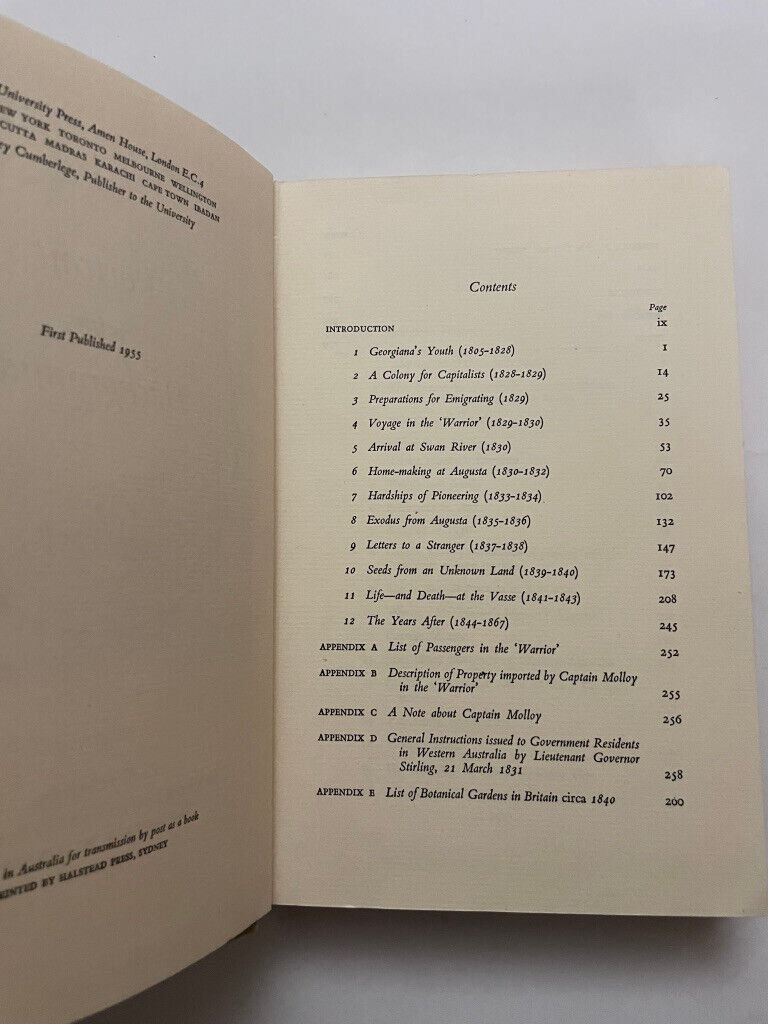 University Press, Amen House, London E.C.4
NEW YORK TORONTO MELBOURNE WELLINGTON
CUTTA MADRAS KARACHI CAPE TOWN IBADAN
ey Cumberlege, Publisher to the University
First Published 1955
in Australia for transmission by post as a book
PRINTED BY HALSTEAD PRESS, SYDNEY
Contents
Page
INTRODUCTION ix
1 Georgiana's Youth (1805–1828) 1
2 A Colony for Capitalists (1828–1829) 14
3 Preparations for Emigrating (1829) 25
4 Voyage in the 'Warrior' (1829–1830) 35
5 Arrival at Swan River (1830) 53
6 Home-making at Augusta (1830–1832) 70
7 Hardships of Pioneering (1833–1834) 102
8 Exodus from Augusta (1835–1836) 132
9 Letters to a Stranger (1837–1838) 147
10 Seeds from an Unknown Land (1839–1840) 173
11 Life—and Death—at the Vasse (1841–1843) 208
12 The Years After (1844–1867) 245
APPENDIX A List of Passengers in the 'Warrior' 252
APPENDIX B Description of Property imported by Captain Molloy
in the 'Warrior' 255
APPENDIX C A Note about Captain Molloy 256
APPENDIX D General Instructions issued to Government Residents
in Western Australia by Lieutenant Governor
Stirling, 21 March 1831 258
APPENDIX E List of Botanical Gardens in Britain circa 1840 260